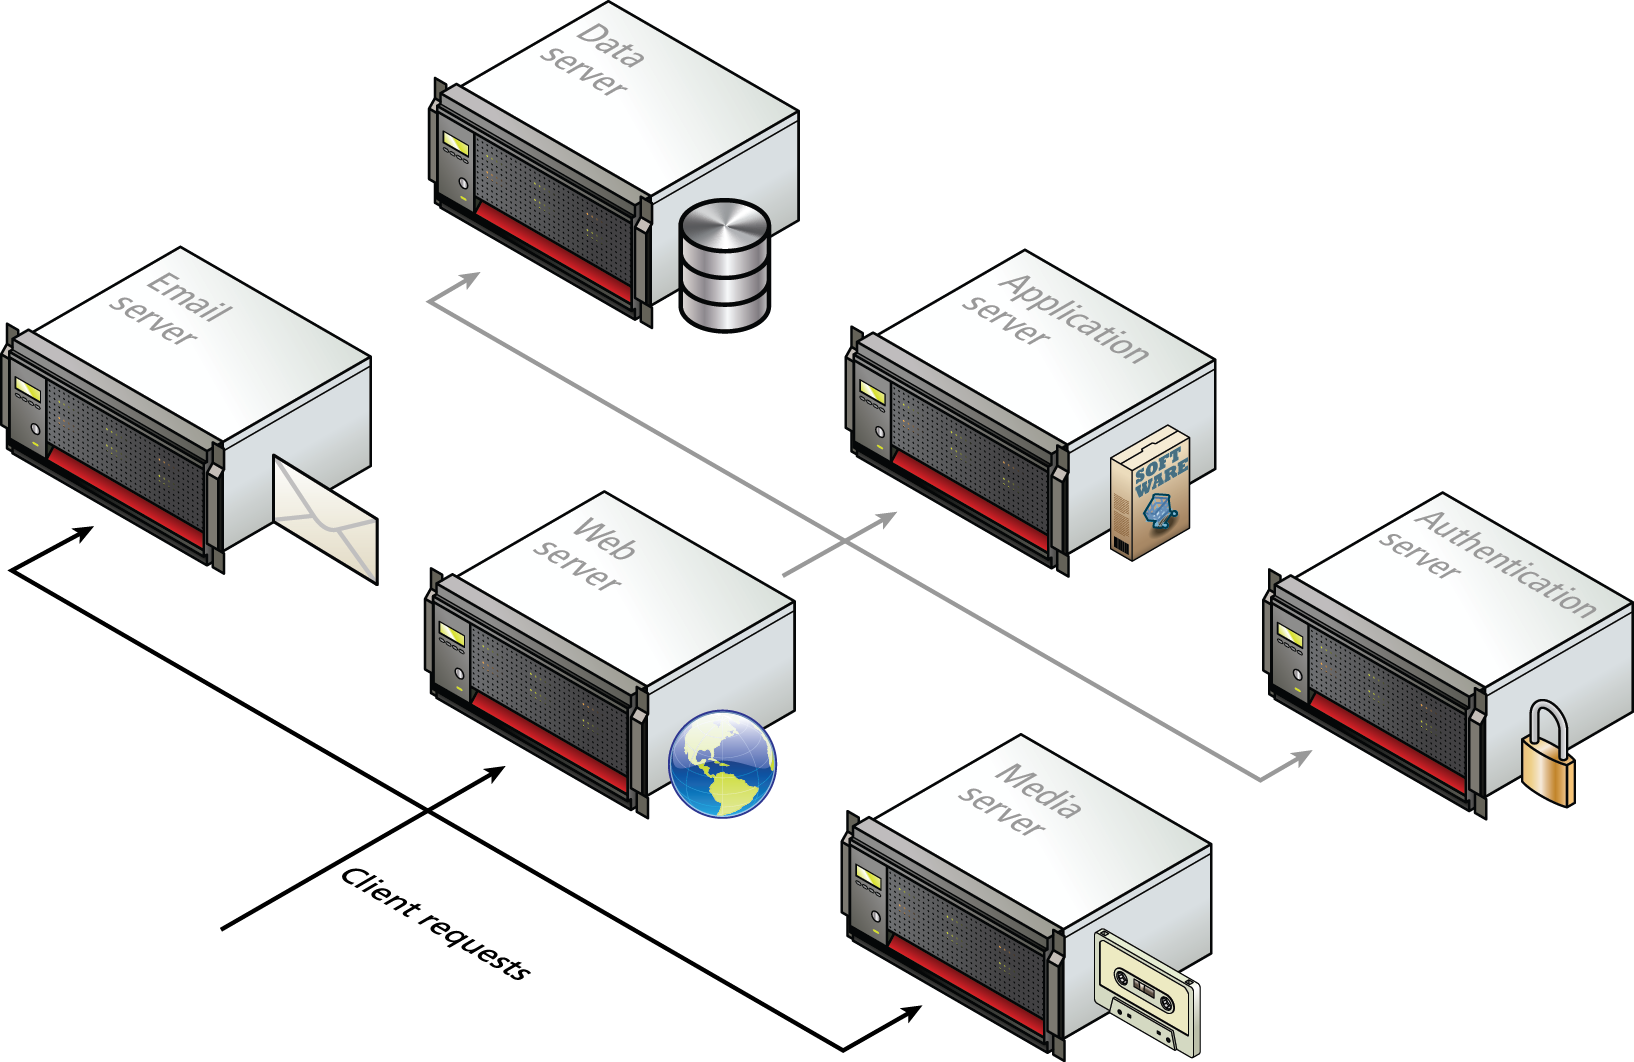 Data
server
Email
server
Application
server
SOFT
WARE
Web
server
Authentication
server
Media
server
Client requests